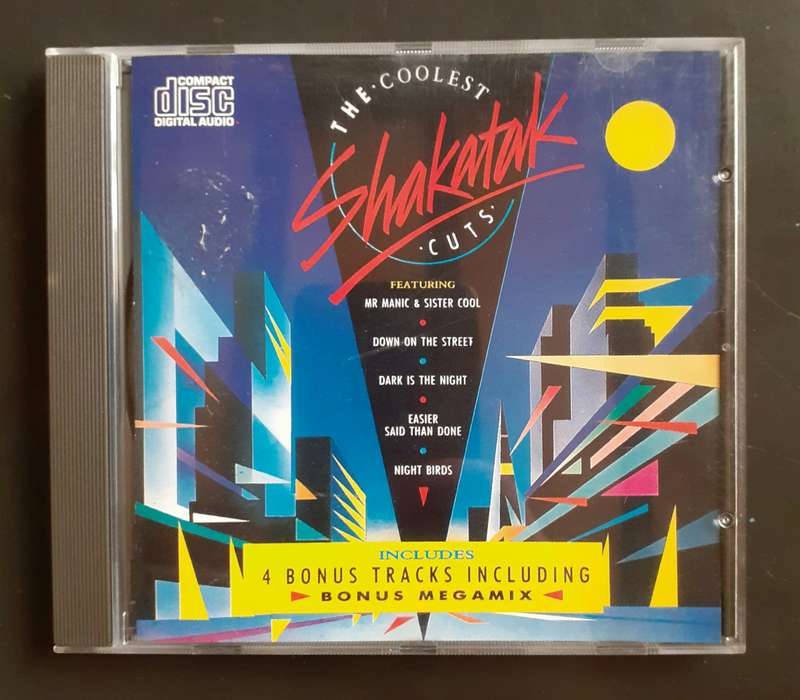 COMPACT
disc
DIGITAL AUDIO
THE · COOLEST
Shakatak
· CUTS ·
FEATURING
MR MANIC & SISTER COOL
DOWN ON THE STREET
DARK IS THE NIGHT
EASIER
SAID THAN DONE
NIGHT BIRDS
INCLUDES
4 BONUS TRACKS INCLUDING
BONUS MEGAMIX